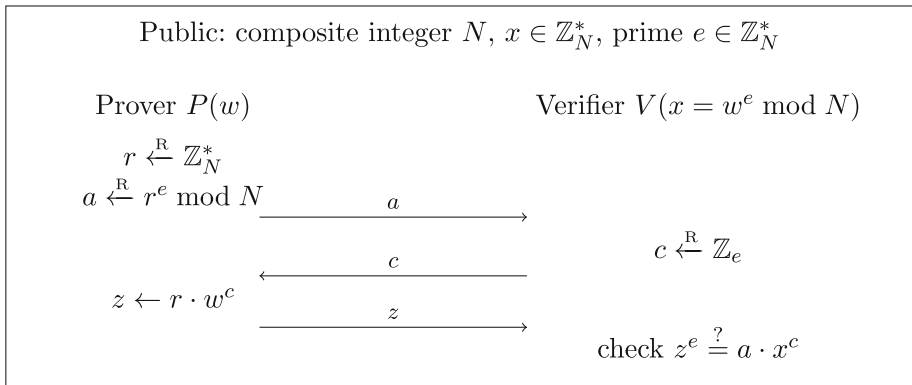 Public: composite integer N, x ∈ ℤ*_N, prime e ∈ ℤ*_N
Prover P(w) Verifier V(x = w^e mod N)
r ←^R ℤ*_N
a ←^R r^e mod N
a
c ←^R ℤ_e
c
z ← r · w^c
z
check z^e ≟ a · x^c